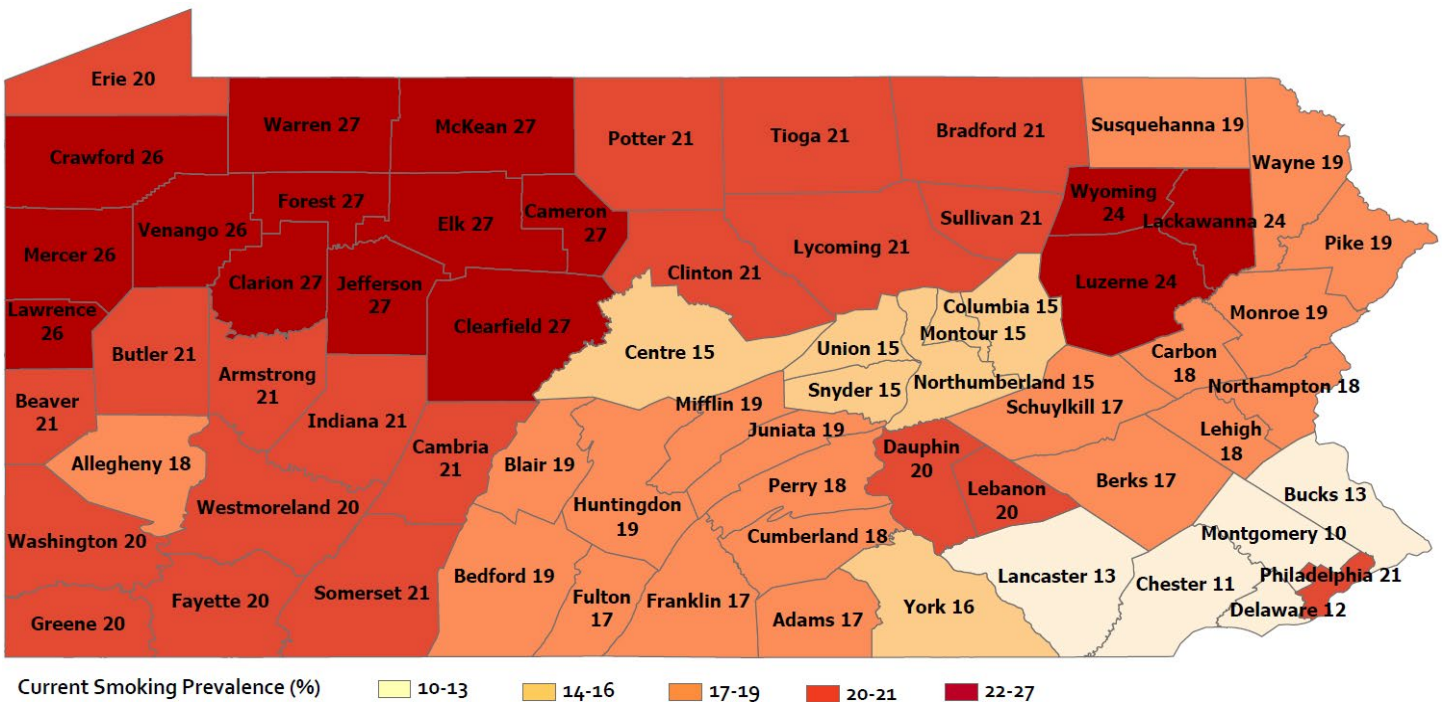 Erie 20
Warren 27
McKean 27
Potter 21
Tioga 21
Bradford 21
Susquehanna 19
Wayne 19
Crawford 26
Forest 27
Elk 27
Cameron
27
Venango 26
Mercer 26
Clarion 27
Jefferson
27
Clearfield 27
Clinton 21
Lycoming 21
Sullivan 21
Wyoming
24
Lackawanna 24
Pike 19
Luzerne 24
Monroe 19
Lawrence
26
Butler 21
Armstrong
21
Indiana 21
Centre 15
Union 15
Columbia 15
Montour 15
Snyder 15
Northumberland 15
Carbon
18
Northampton 18
Schuylkill 17
Lehigh
18
Beaver
21
Allegheny 18
Cambria
21
Blair 19
Mifflin 19
Juniata 19
Huntingdon
19
Perry 18
Dauphin
20
Lebanon
20
Berks 17
Bucks 13
Westmoreland 20
Washington 20
Cumberland 18
Montgomery 10
Lancaster 13
Chester 11
Philadelphia 21
Delaware 12
Greene 20
Fayette 20
Somerset 21
Bedford 19
Fulton
17
Franklin 17
Adams 17
York 16
Current Smoking Prevalence (%)
10-13
14-16
17-19
20-21
22-27